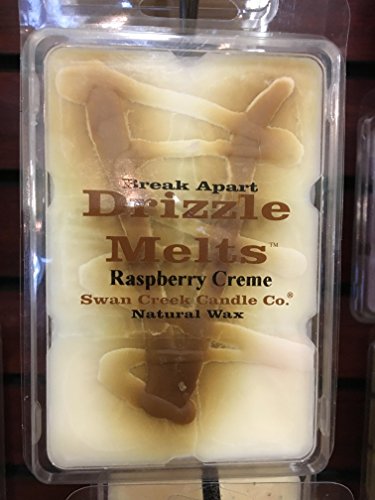 Break Apart
Drizzle
Melts™
Raspberry Creme
Swan Creek Candle Co.®
Natural Wax